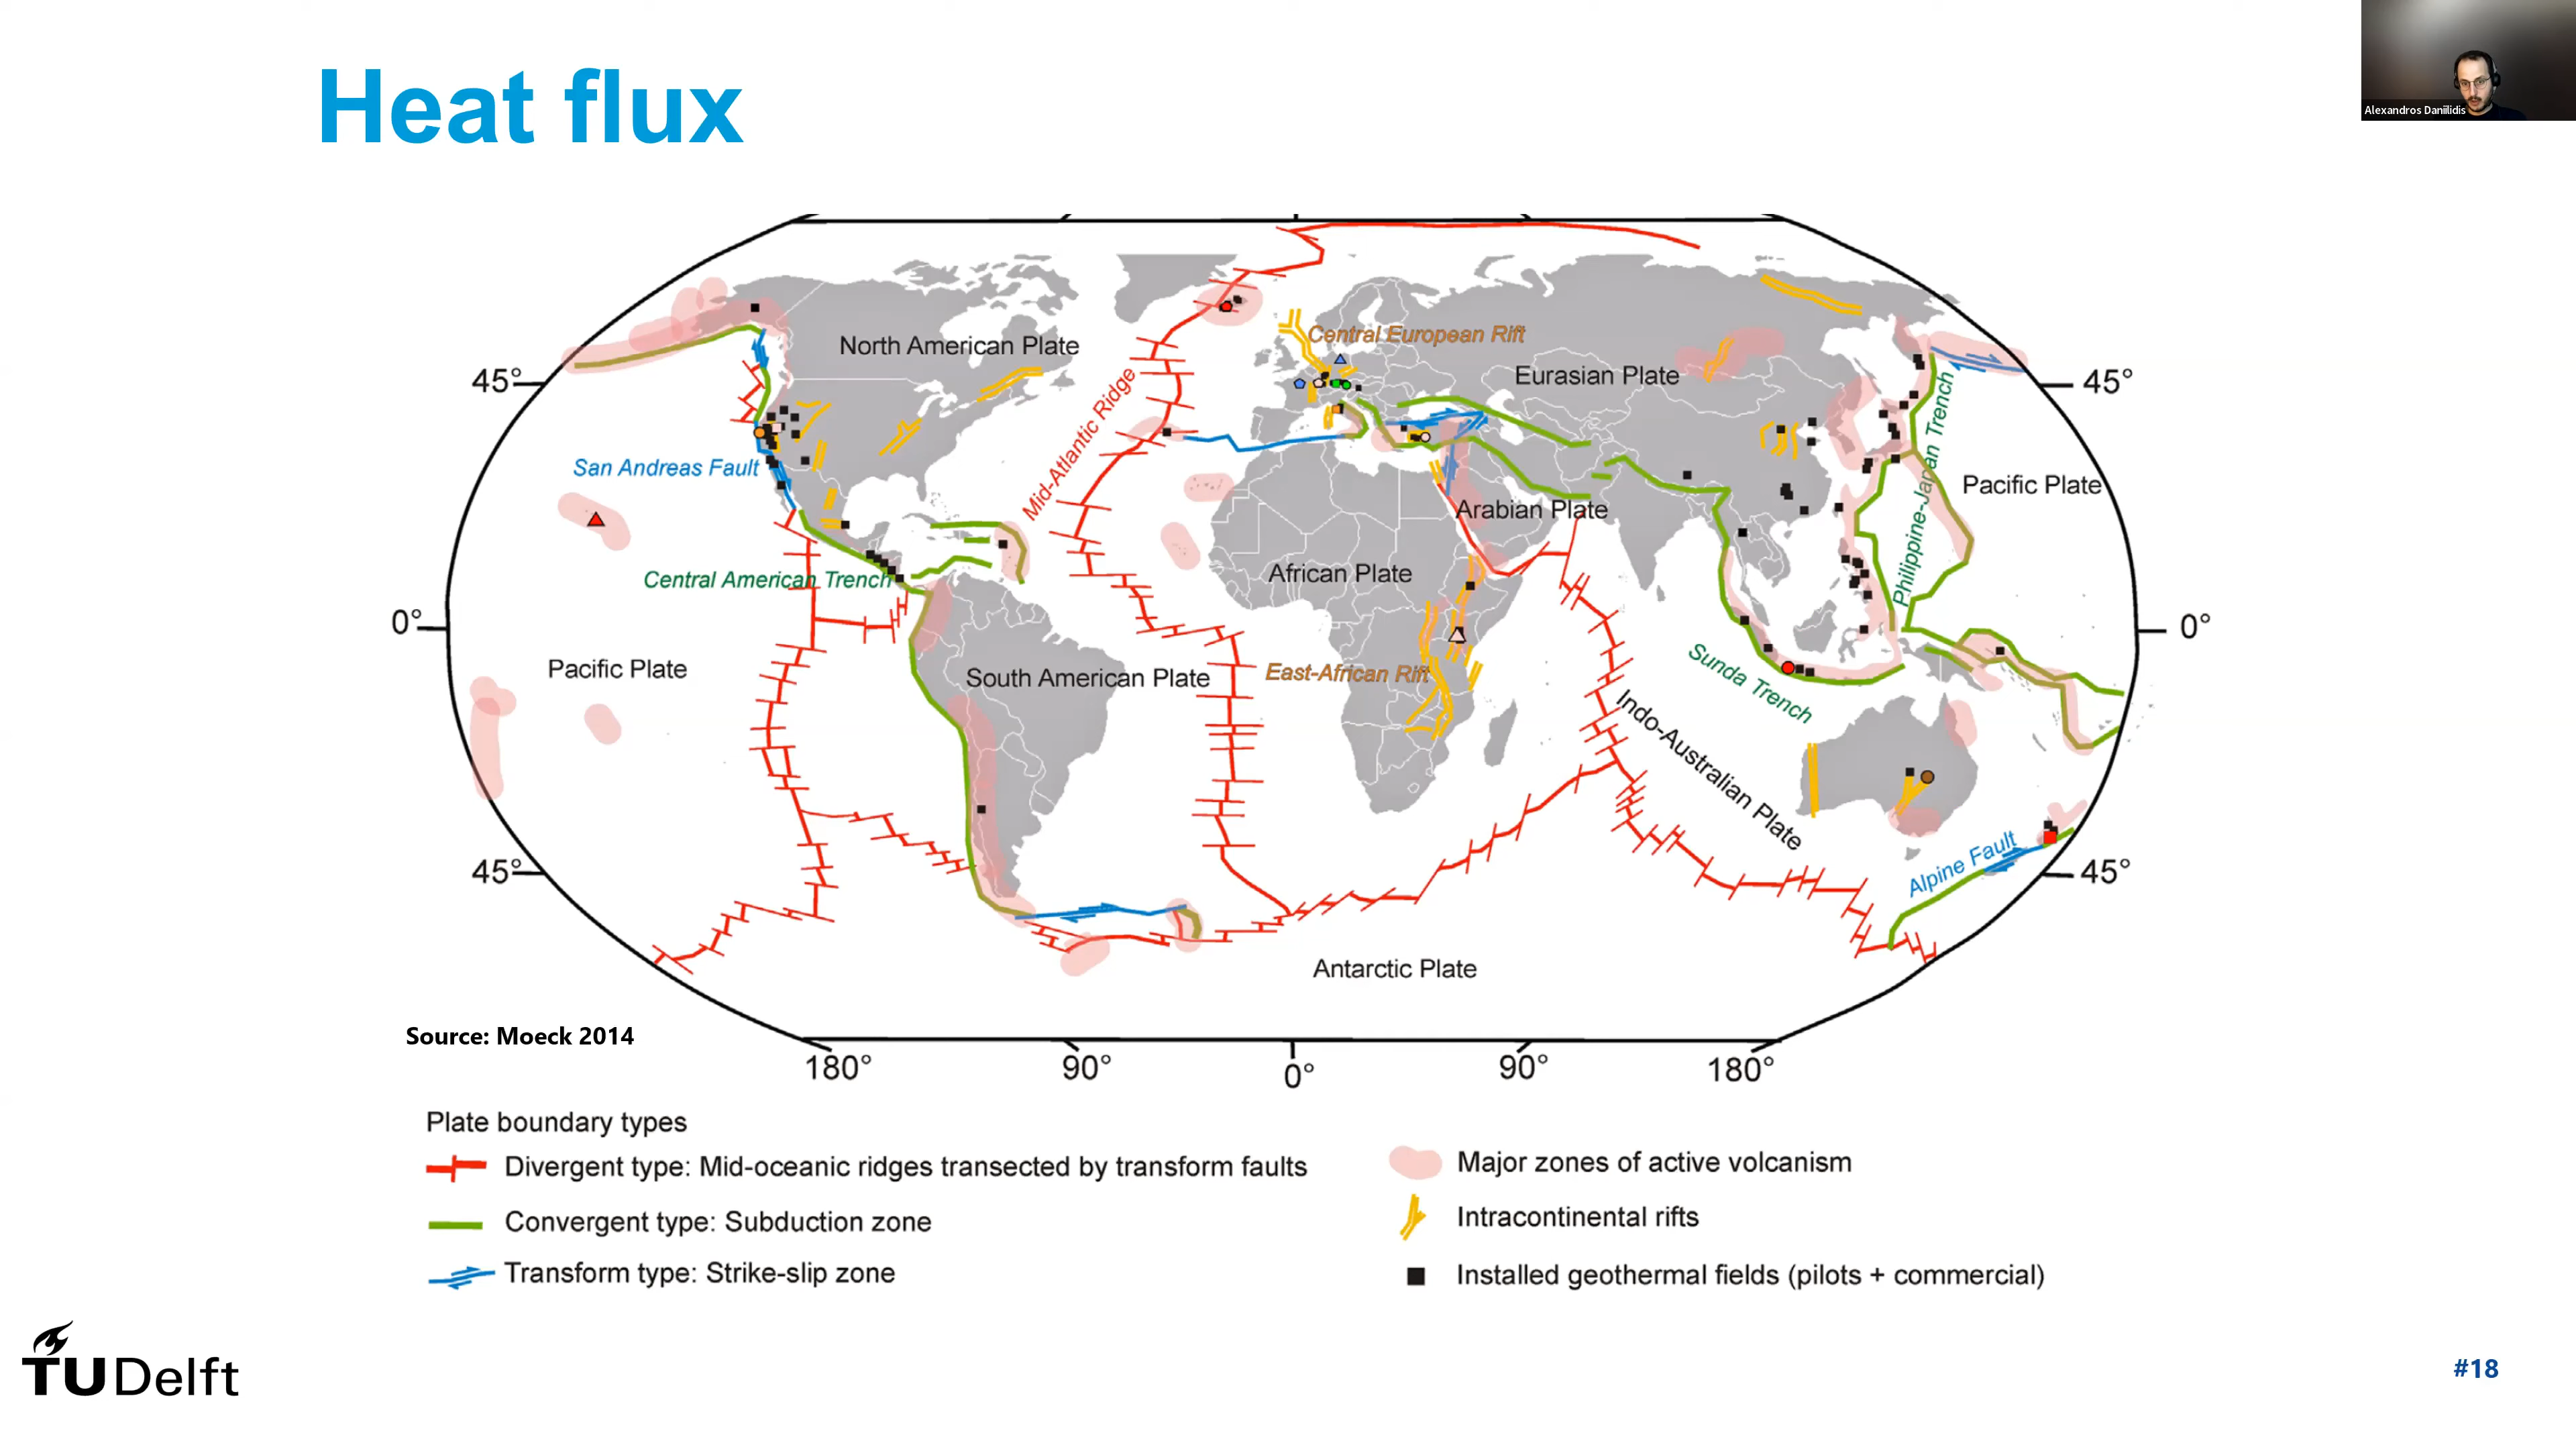 Heat flux
Alexandros Daniilidis
North American Plate
Central European Rift
Eurasian Plate
45°
45°
Mid-Atlantic Ridge
San Andreas Fault
Philippine-Japan Trench
Pacific Plate
Arabian Plate
African Plate
Central American Trench
0°
0°
Pacific Plate
South American Plate
East-African Rift
Sunda Trench
Indo-Australian Plate
Alpine Fault
45°
45°
Antarctic Plate
Source: Moeck 2014
180°
90°
0°
90°
180°
Plate boundary types
Divergent type: Mid-oceanic ridges transected by transform faults
Convergent type: Subduction zone
Transform type: Strike-slip zone
Major zones of active volcanism
Intracontinental rifts
Installed geothermal fields (pilots + commercial)
TUDelft
#18